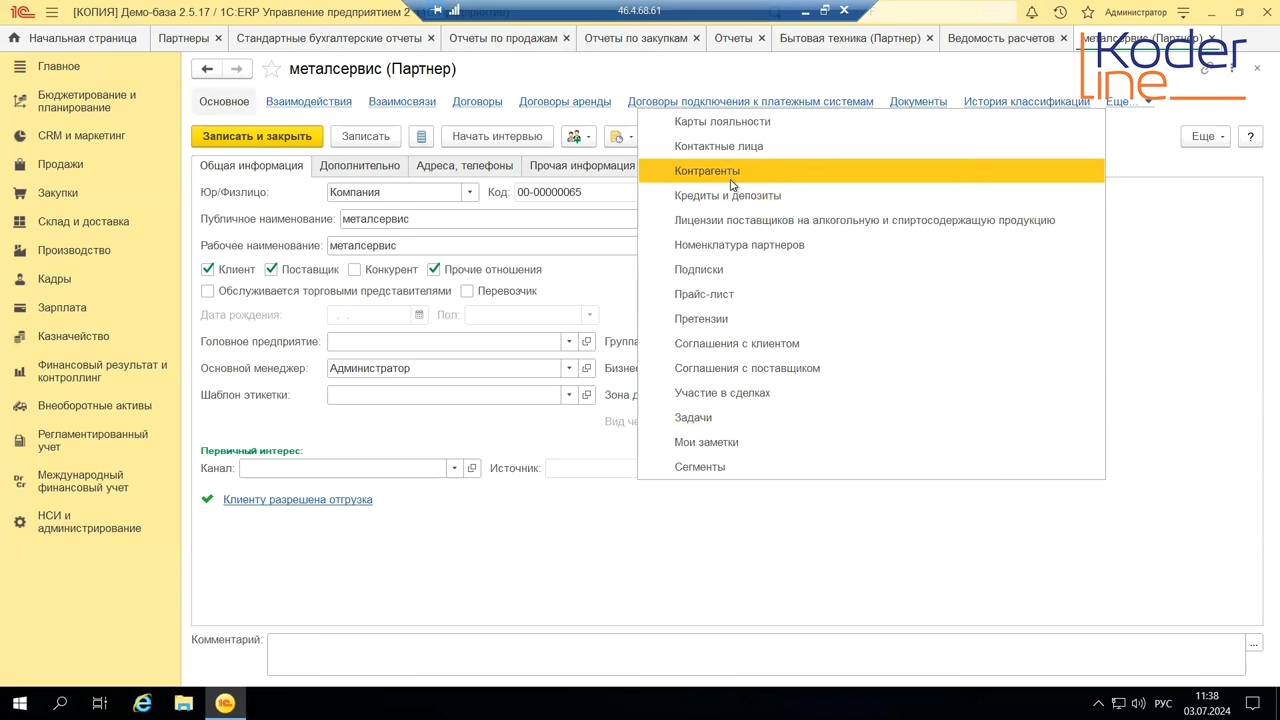 [КОПИЯ] Демо-база 2.5.17 / 1С:ERP Управление предприятием 2
46.4.68.61
Администратор
Начальная страница
Партнеры
Стандартные бухгалтерские отчеты
Отчеты по продажам
Отчеты по закупкам
Отчеты
Бытовая техника (Партнер)
Ведомость расчетов
металсервис (Партнер)
Koder
line
Главное
Бюджетирование и
планирование
CRM и маркетинг
Продажи
Закупки
Склад и доставка
Производство
Кадры
Зарплата
Казначейство
Финансовый результат и
контроллинг
Внеоборотные активы
Регламентированный
учет
Международный
финансовый учет
НСИ и
администрирование
металсервис (Партнер)
Основное
Взаимодействия
Взаимосвязи
Договоры
Договоры аренды
Договоры подключения к платежным системам
Документы
История классификации
Еще...
Записать и закрыть
Записать
Начать интервью
Еще
?
Общая информация
Дополнительно
Адреса, телефоны
Прочая информация
Юр/Физлицо:
Компания
Код:
00-00000065
Публичное наименование:
металсервис
Рабочее наименование:
металсервис
Клиент
Поставщик
Конкурент
Прочие отношения
Обслуживается торговыми представителями
Перевозчик
Дата рождения:
Пол:
Головное предприятие:
Основной менеджер:
Администратор
Шаблон этикетки:
Первичный интерес:
Канал:
Источник:
Клиенту разрешена отгрузка
Карты лояльности
Контактные лица
Контрагенты
Кредиты и депозиты
Лицензии поставщиков на алкогольную и спиртосодержащую продукцию
Номенклатура партнеров
Подписки
Прайс-лист
Претензии
Соглашения с клиентом
Соглашения с поставщиком
Участие в сделках
Задачи
Мои заметки
Сегменты
Комментарий:
РУС
11:38
03.07.2024